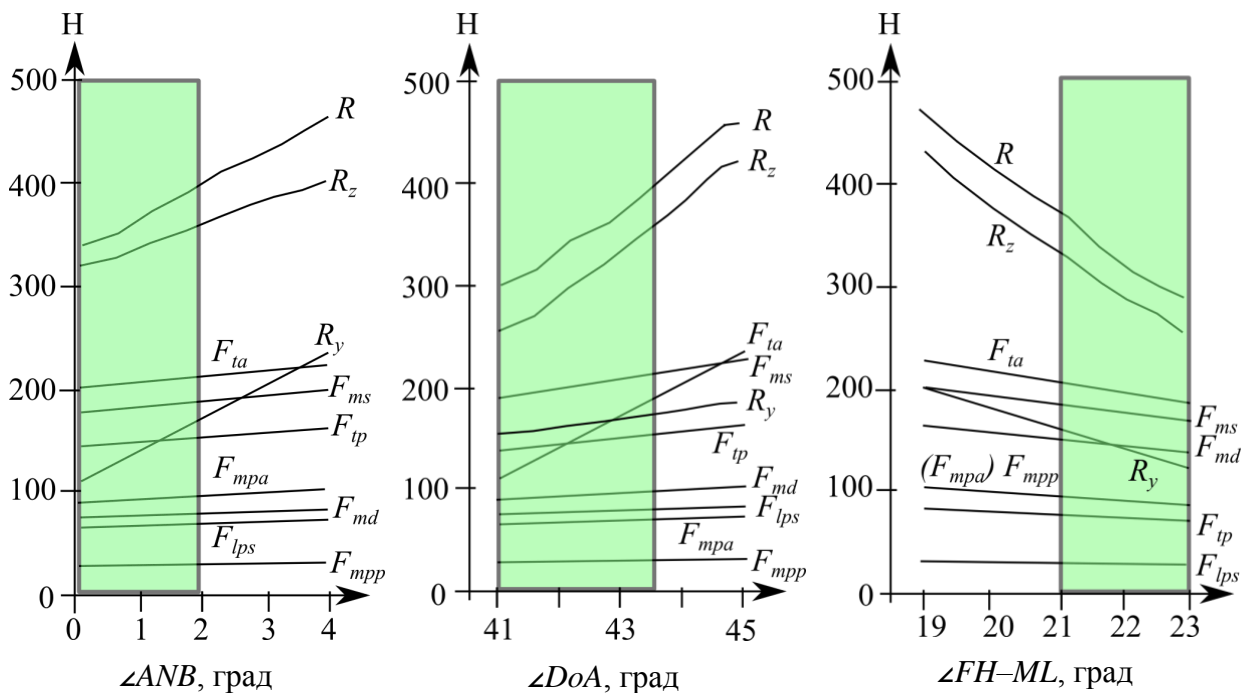 H
500
400
300
200
100
0
R
R_z
R_y
F_ta
F_ms
F_tp
F_mpa
F_md
F_lps
F_mpp
0 1 2 3 4
∠ANB, град
H
500
400
300
200
100
0
R
R_z
F_ta
F_ms
R_y
F_tp
F_md
F_lps
F_mpa
F_mpp
41 43 45
∠DoA, град
H
500
400
300
200
100
0
R
R_z
F_ta
F_ms
F_md
(F_mpa) F_mpp
R_y
F_tp
F_lps
19 20 21 22 23
∠FH–ML, град